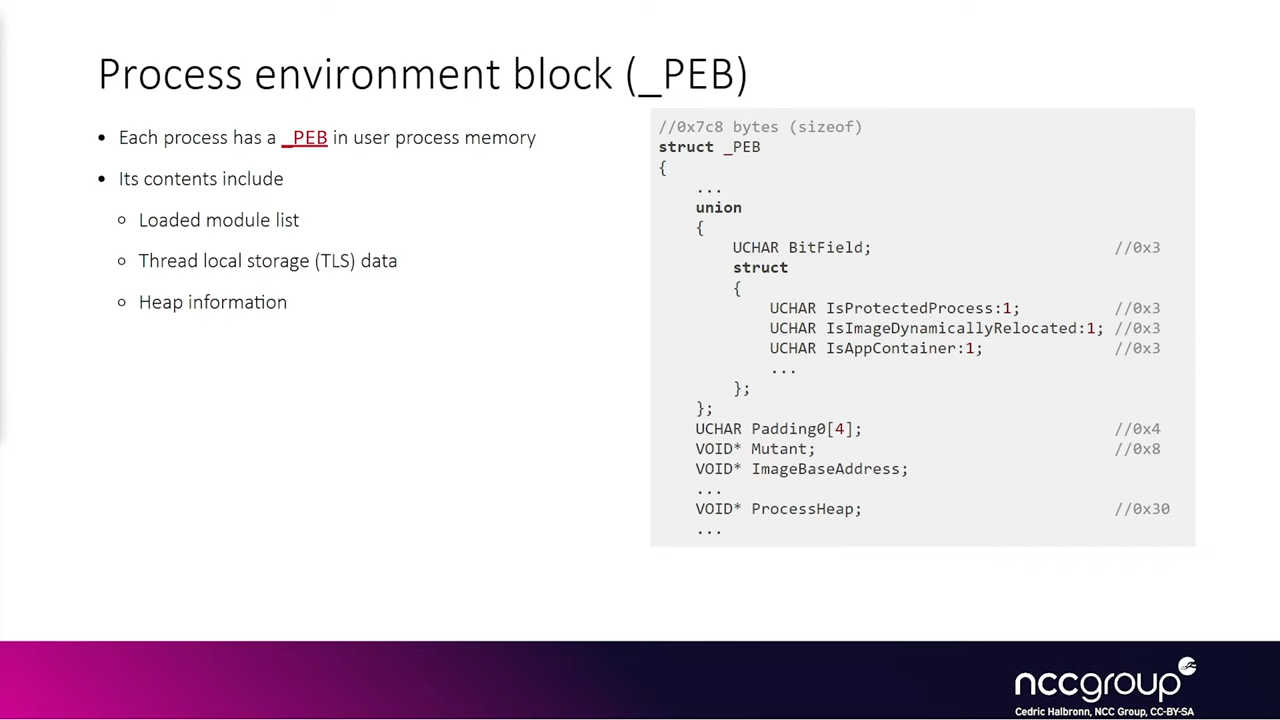 Process environment block (_PEB)
• Each process has a _PEB in user process memory
• Its contents include
○ Loaded module list
○ Thread local storage (TLS) data
○ Heap information
//0x7c8 bytes (sizeof)
struct _PEB
{
...
union
{
UCHAR BitField; //0x3
struct
{
UCHAR IsProtectedProcess:1; //0x3
UCHAR IsImageDynamicallyRelocated:1; //0x3
UCHAR IsAppContainer:1; //0x3
...
};
};
UCHAR Padding0[4]; //0x4
VOID* Mutant; //0x8
VOID* ImageBaseAddress;
...
VOID* ProcessHeap; //0x30
...
nccgroup
Cedric Halbronn, NCC Group, CC-BY-SA